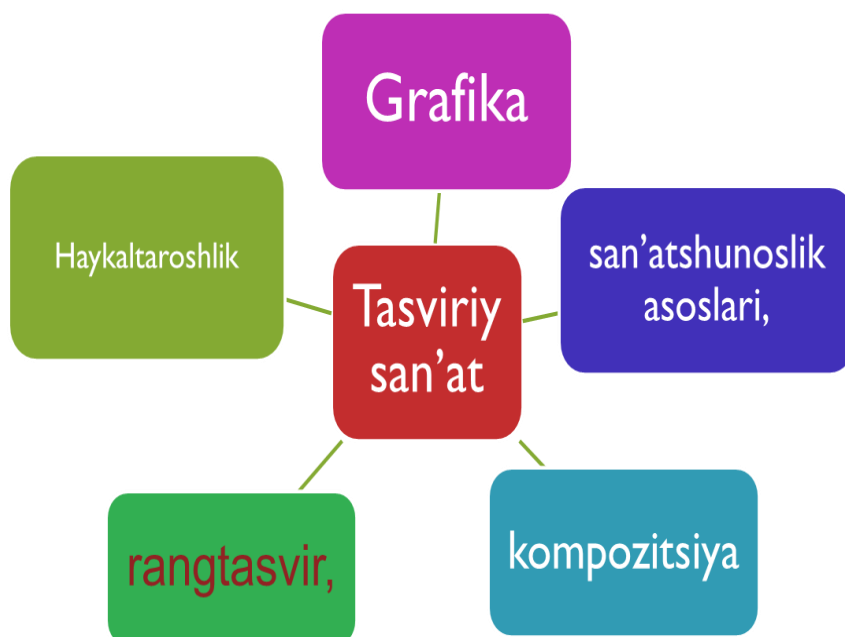 Grafika
Haykaltaroshlik
san’atshunoslik
asoslari,
Tasviriy
san’at
rangtasvir,
kompozitsiya